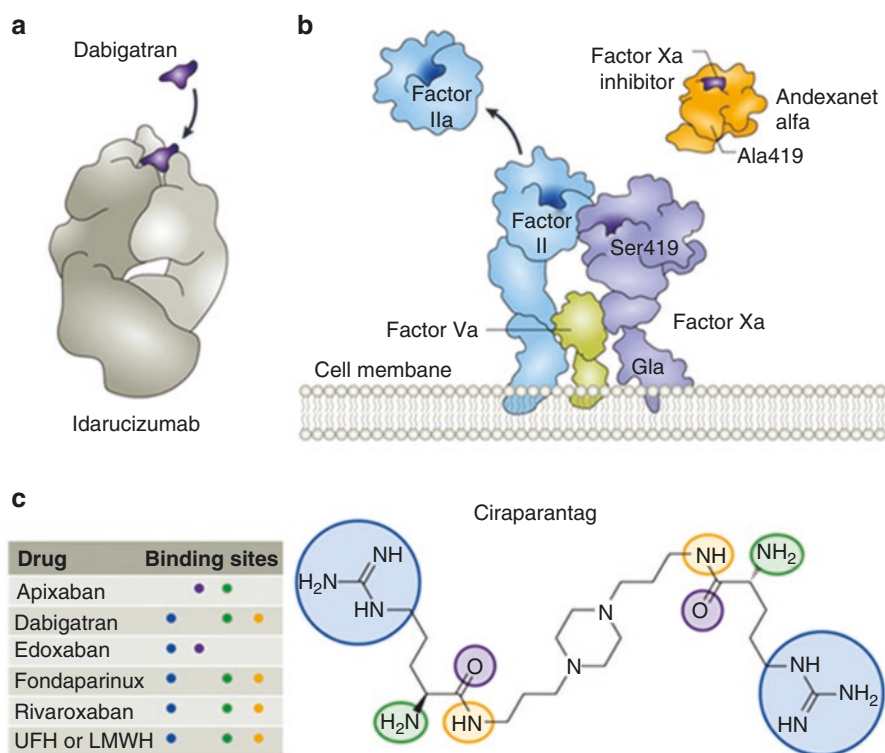 a
Dabigatran
Idarucizumab
b
Factor
IIa
Factor Xa
inhibitor
Andexanet
alfa
Ala419
Factor
II
Ser419
Factor Va
Factor Xa
Cell membane
Gla
c
Ciraparantag
Drug Binding sites
Apixaban
Dabigatran
Edoxaban
Fondaparinux
Rivaroxaban
UFH or LMWH
NH
H₂N
HN
O
H₂N
HN
N
N
NH
NH₂
O
NH
NH₂
HN